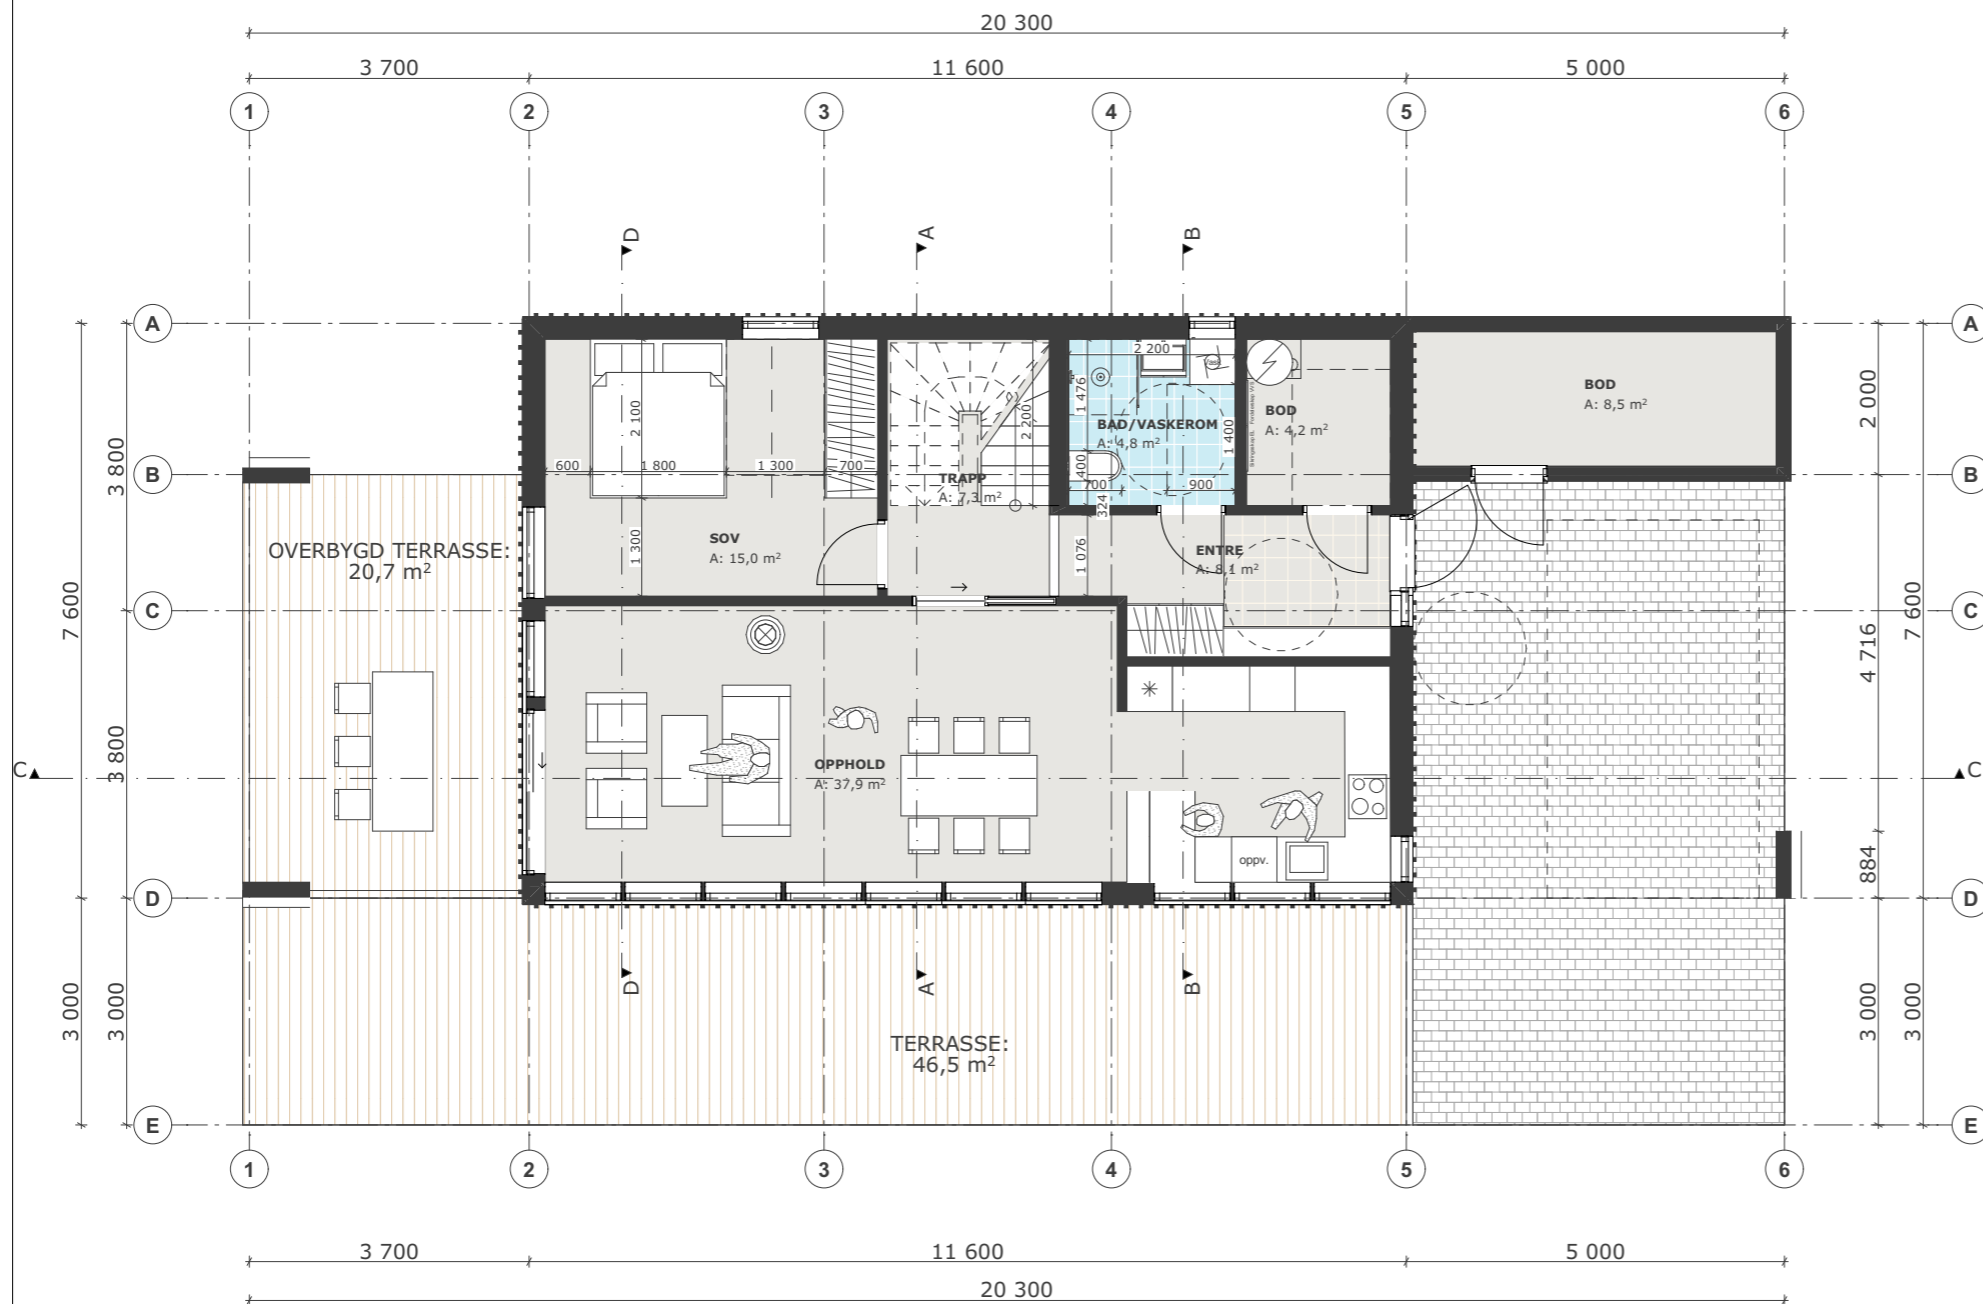 20 300
3 700
11 600
5 000
1
2
3
4
5
6
D
A
B
A
A
2 200
BOD
A: 8,5 m²
2 000
2 100
1 476
2 200
BOD
A: 4,2 m²
BAD/VASKEROM
A: 4,8 m²
1 400
3 800
600
1 800
1 300
700
400
B
B
TRAPP
A: 7,3 m²
700
900
324
OVERBYGD TERRASSE:
20,7 m²
SOV
A: 15,0 m²
1 300
1 076
ENTRE
A: 8,1 m²
7 600
C
C
7 600
4 716
3 800
C
OPPHOLD
A: 37,9 m²
C
oppv.
884
D
D
D
A
B
3 000
3 000
TERRASSE:
46,5 m²
3 000
3 000
E
E
1
2
3
4
5
6
3 700
11 600
5 000
20 300